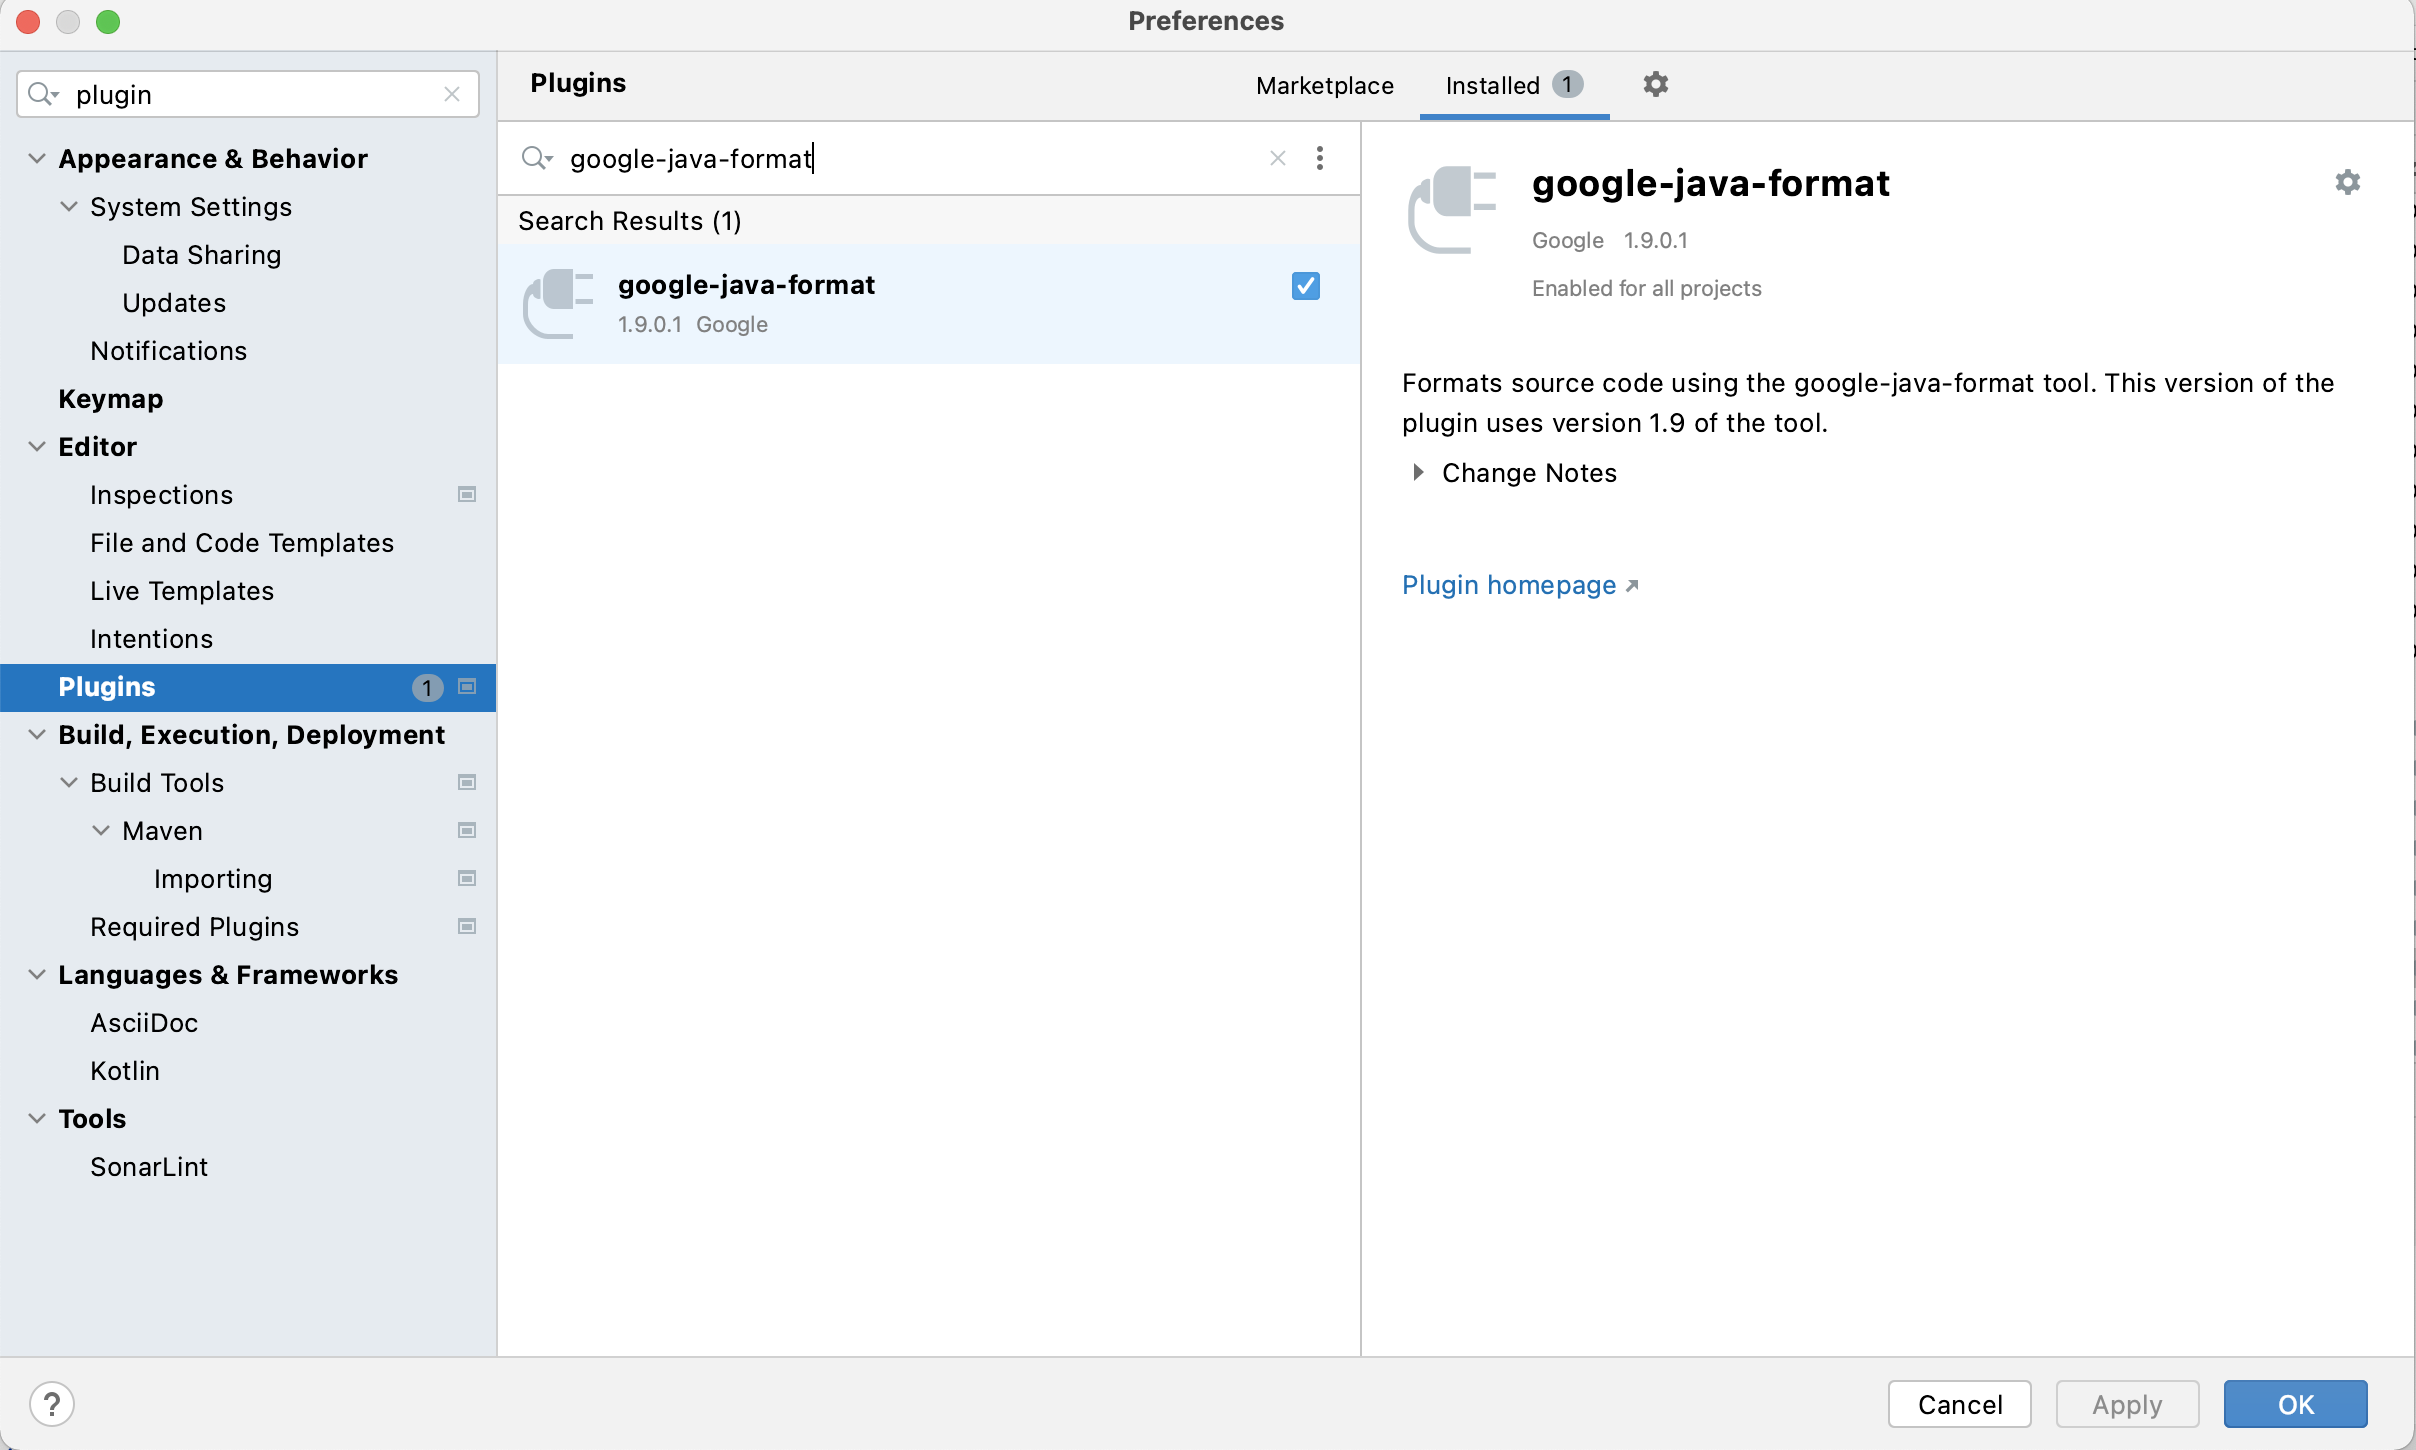 Preferences
plugin
Appearance & Behavior
System Settings
Data Sharing
Updates
Notifications
Keymap
Editor
Inspections
File and Code Templates
Live Templates
Intentions
Plugins 1
Build, Execution, Deployment
Build Tools
Maven
Importing
Required Plugins
Languages & Frameworks
AsciiDoc
Kotlin
Tools
SonarLint
Plugins
Marketplace
Installed 1
google-java-format
Search Results (1)
google-java-format
1.9.0.1 Google
google-java-format
Google 1.9.0.1
Enabled for all projects
Formats source code using the google-java-format tool. This version of the
plugin uses version 1.9 of the tool.
Change Notes
Plugin homepage
?
Cancel
Apply
OK